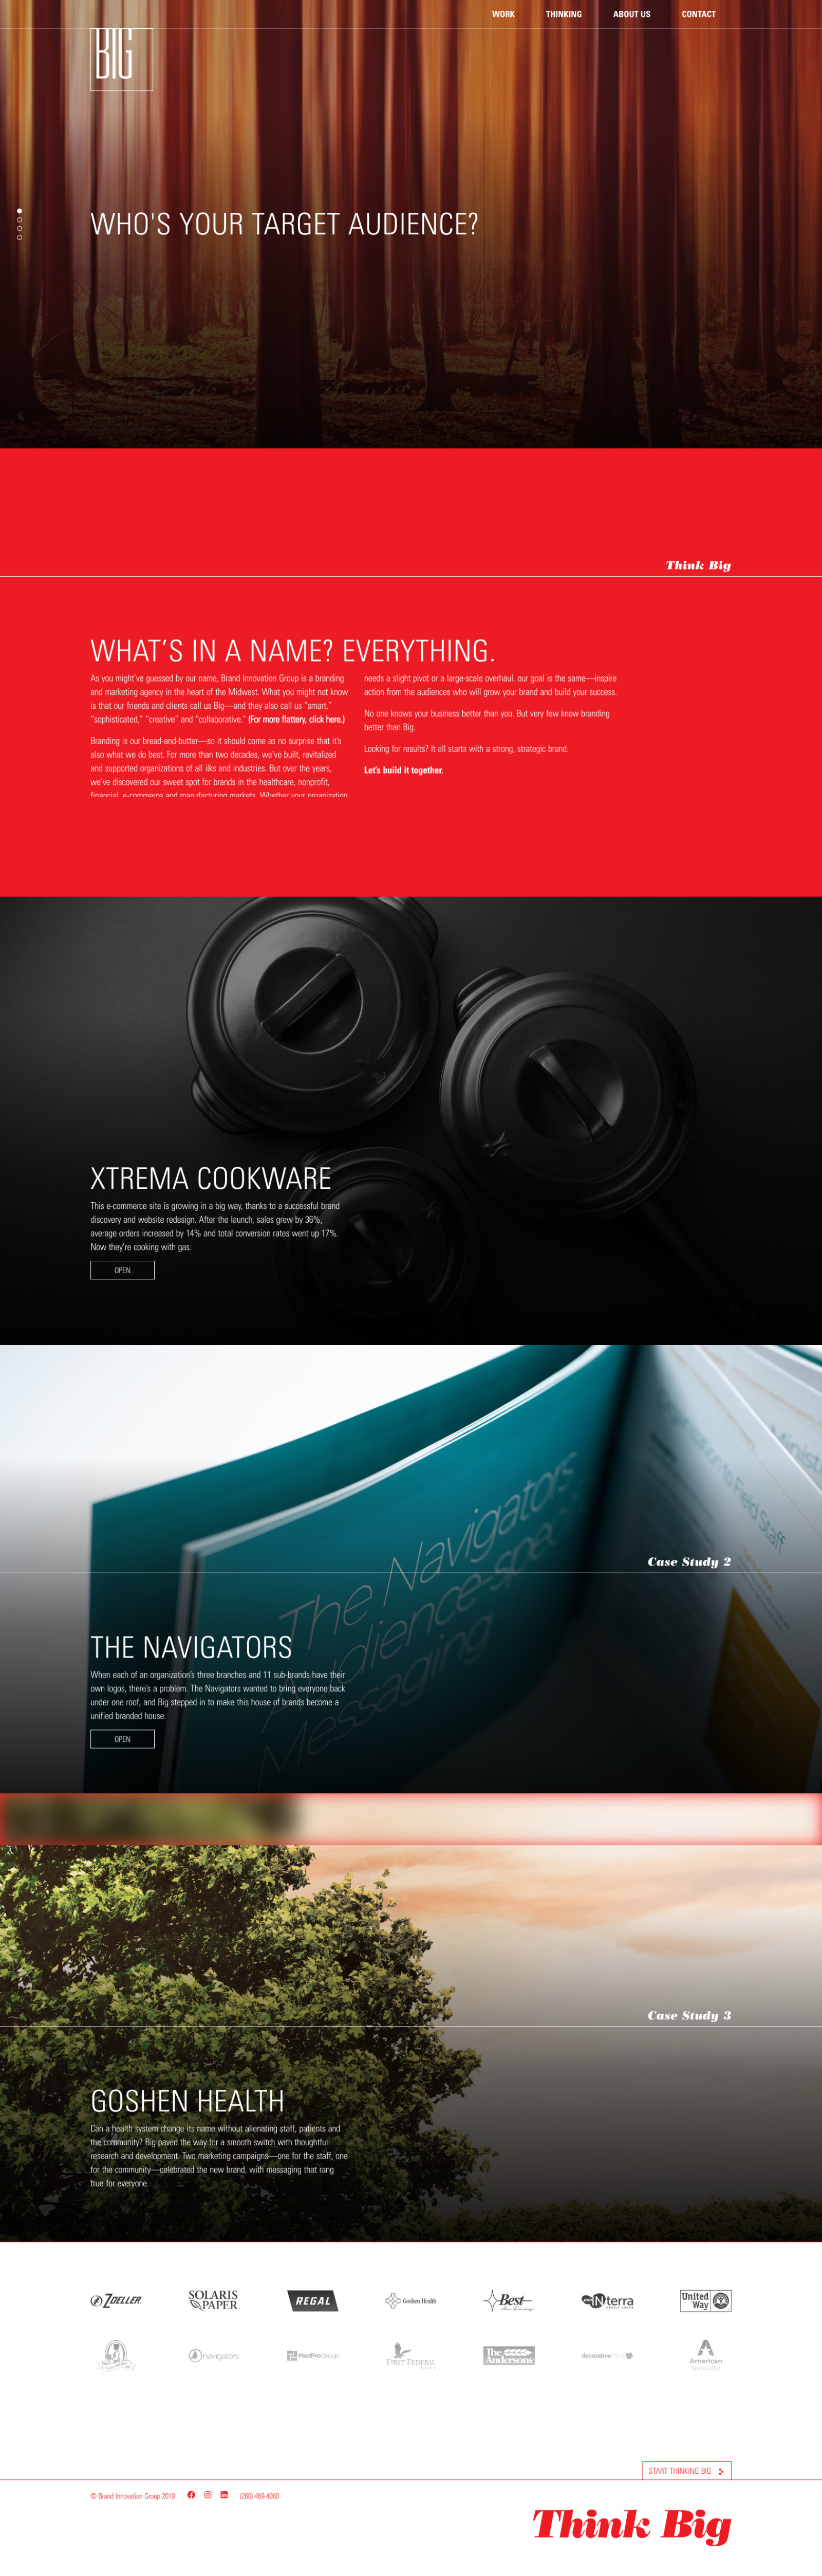 WORK THINKING ABOUT US CONTACT
BIG
WHO'S YOUR TARGET AUDIENCE?
Think Big
WHAT’S IN A NAME? EVERYTHING.
As you might’ve guessed by our name, Brand Innovation Group is a branding
and marketing agency in the heart of the Midwest. What you might not know
is that our friends and clients call us Big—and they also call us “smart,”
“sophisticated,” “creative” and “collaborative.” (For more flattery, click here.)
Branding is our bread-and-butter—so it should come as no surprise that it’s
also what we do best. For more than two decades, we’ve built, revitalized
and supported organizations of all ilks and industries. But over the years,
we’ve discovered our sweet spot for brands in the healthcare, nonprofit,
financial, e-commerce and manufacturing markets. Whether your organization
needs a slight pivot or a large-scale overhaul, our goal is the same—inspire
action from the audiences who will grow your brand and build your success.
No one knows your business better than you. But very few know branding
better than Big.
Looking for results? It all starts with a strong, strategic brand.
Let’s build it together.
XTREMA COOKWARE
This e-commerce site is growing in a big way, thanks to a successful brand
discovery and website redesign. After the launch, sales grew by 36%,
average orders increased by 14% and total conversion rates went up 17%.
Now they’re cooking with gas.
OPEN
The Navigators
Audience-spec
Messaging
Minist
to Field Staff
Case Study 2
THE NAVIGATORS
When each of an organization’s three branches and 11 sub-brands have their
own logos, there’s a problem. The Navigators wanted to bring everyone back
under one roof, and Big stepped in to make this house of brands become a
unified branded house.
OPEN
Case Study 3
GOSHEN HEALTH
Can a health system change its name without alienating staff, patients and
the community? Big paved the way for a smooth switch with thoughtful
research and development. Two marketing campaigns—one for the staff, one
for the community—celebrated the new brand, with messaging that rang
true for everyone.
ZOELLER
SOLARIS PAPER
REGAL
Goshen Health
Best
INterra
United Way
navigators
MedPro Group
FIRST FEDERAL
The Andersons
decorative
American Specialty
START THINKING BIG
© Brand Innovation Group 2019 (260) 469-4060
Think Big